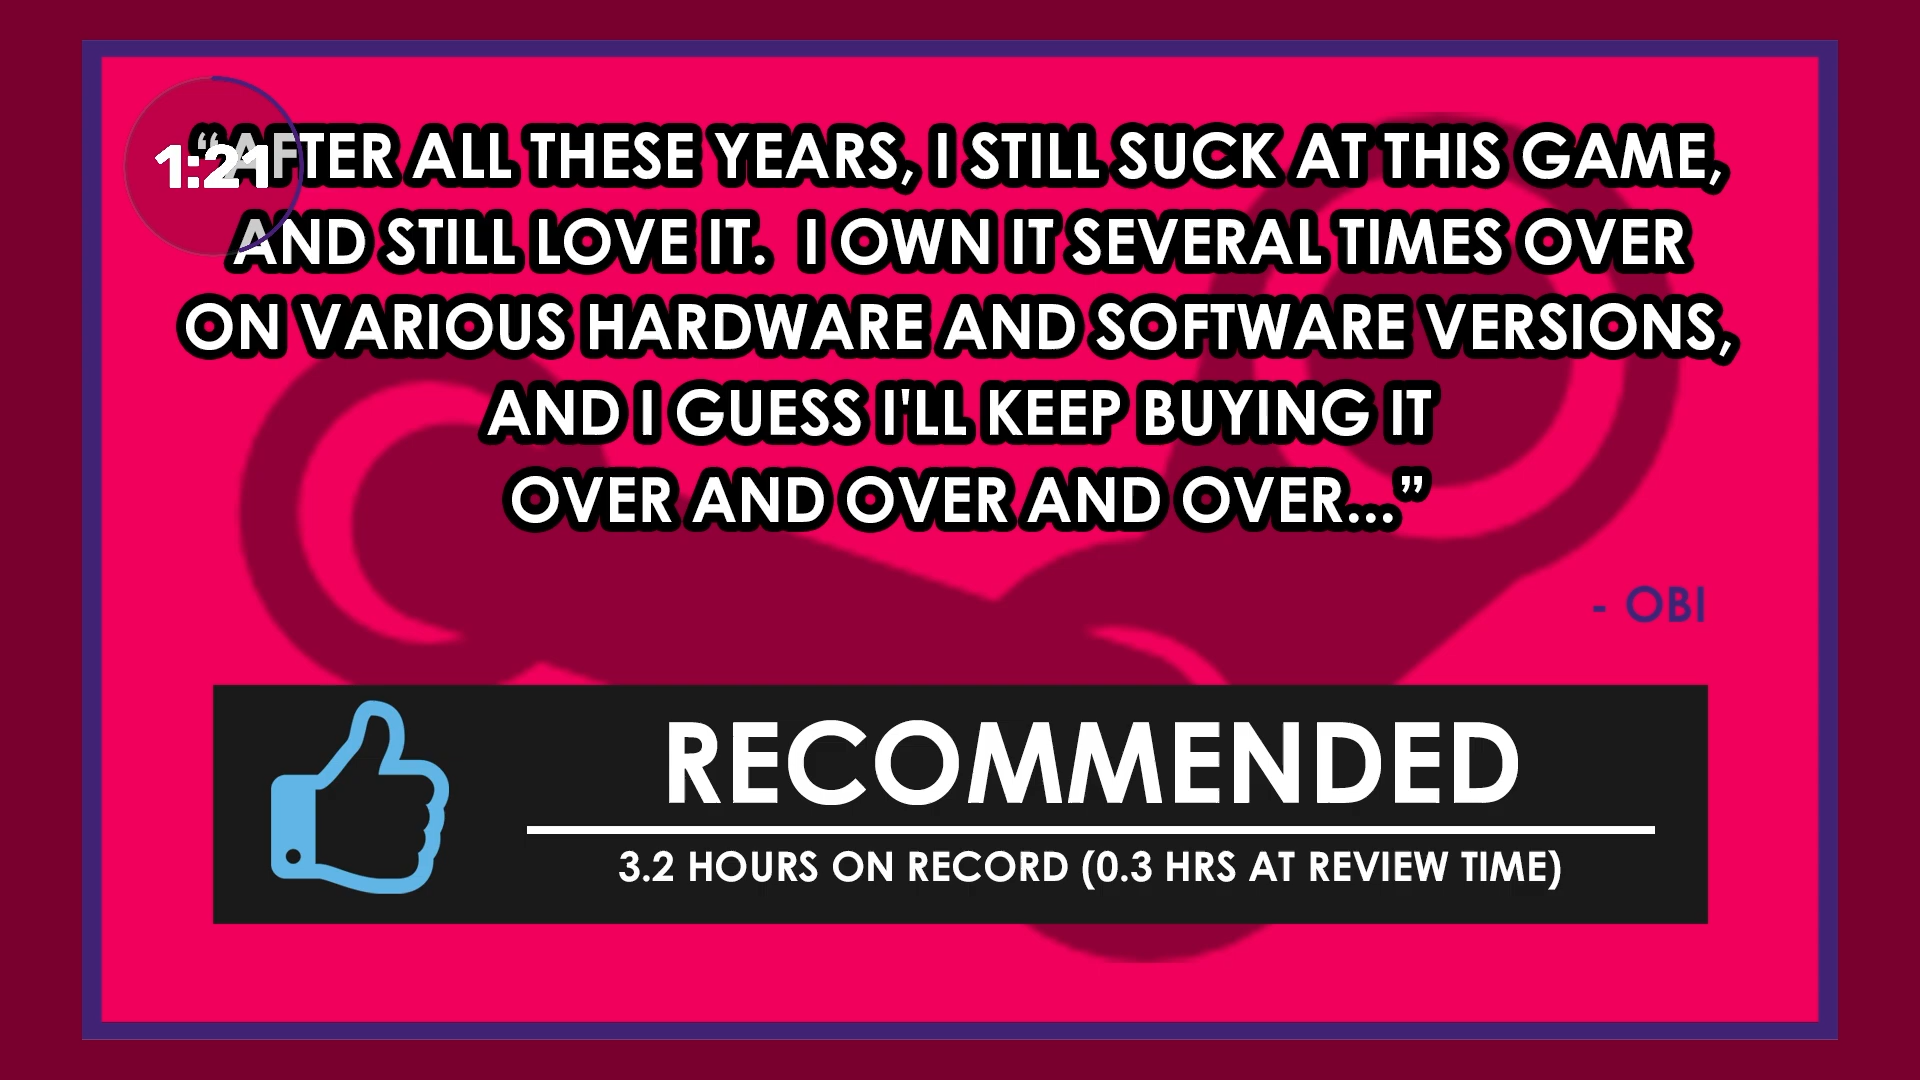 1:21
“AFTER ALL THESE YEARS, I STILL SUCK AT THIS GAME,
AND STILL LOVE IT.  I OWN IT SEVERAL TIMES OVER
ON VARIOUS HARDWARE AND SOFTWARE VERSIONS,
AND I GUESS I'LL KEEP BUYING IT
OVER AND OVER AND OVER...”
- OBI
RECOMMENDED
3.2 HOURS ON RECORD (0.3 HRS AT REVIEW TIME)